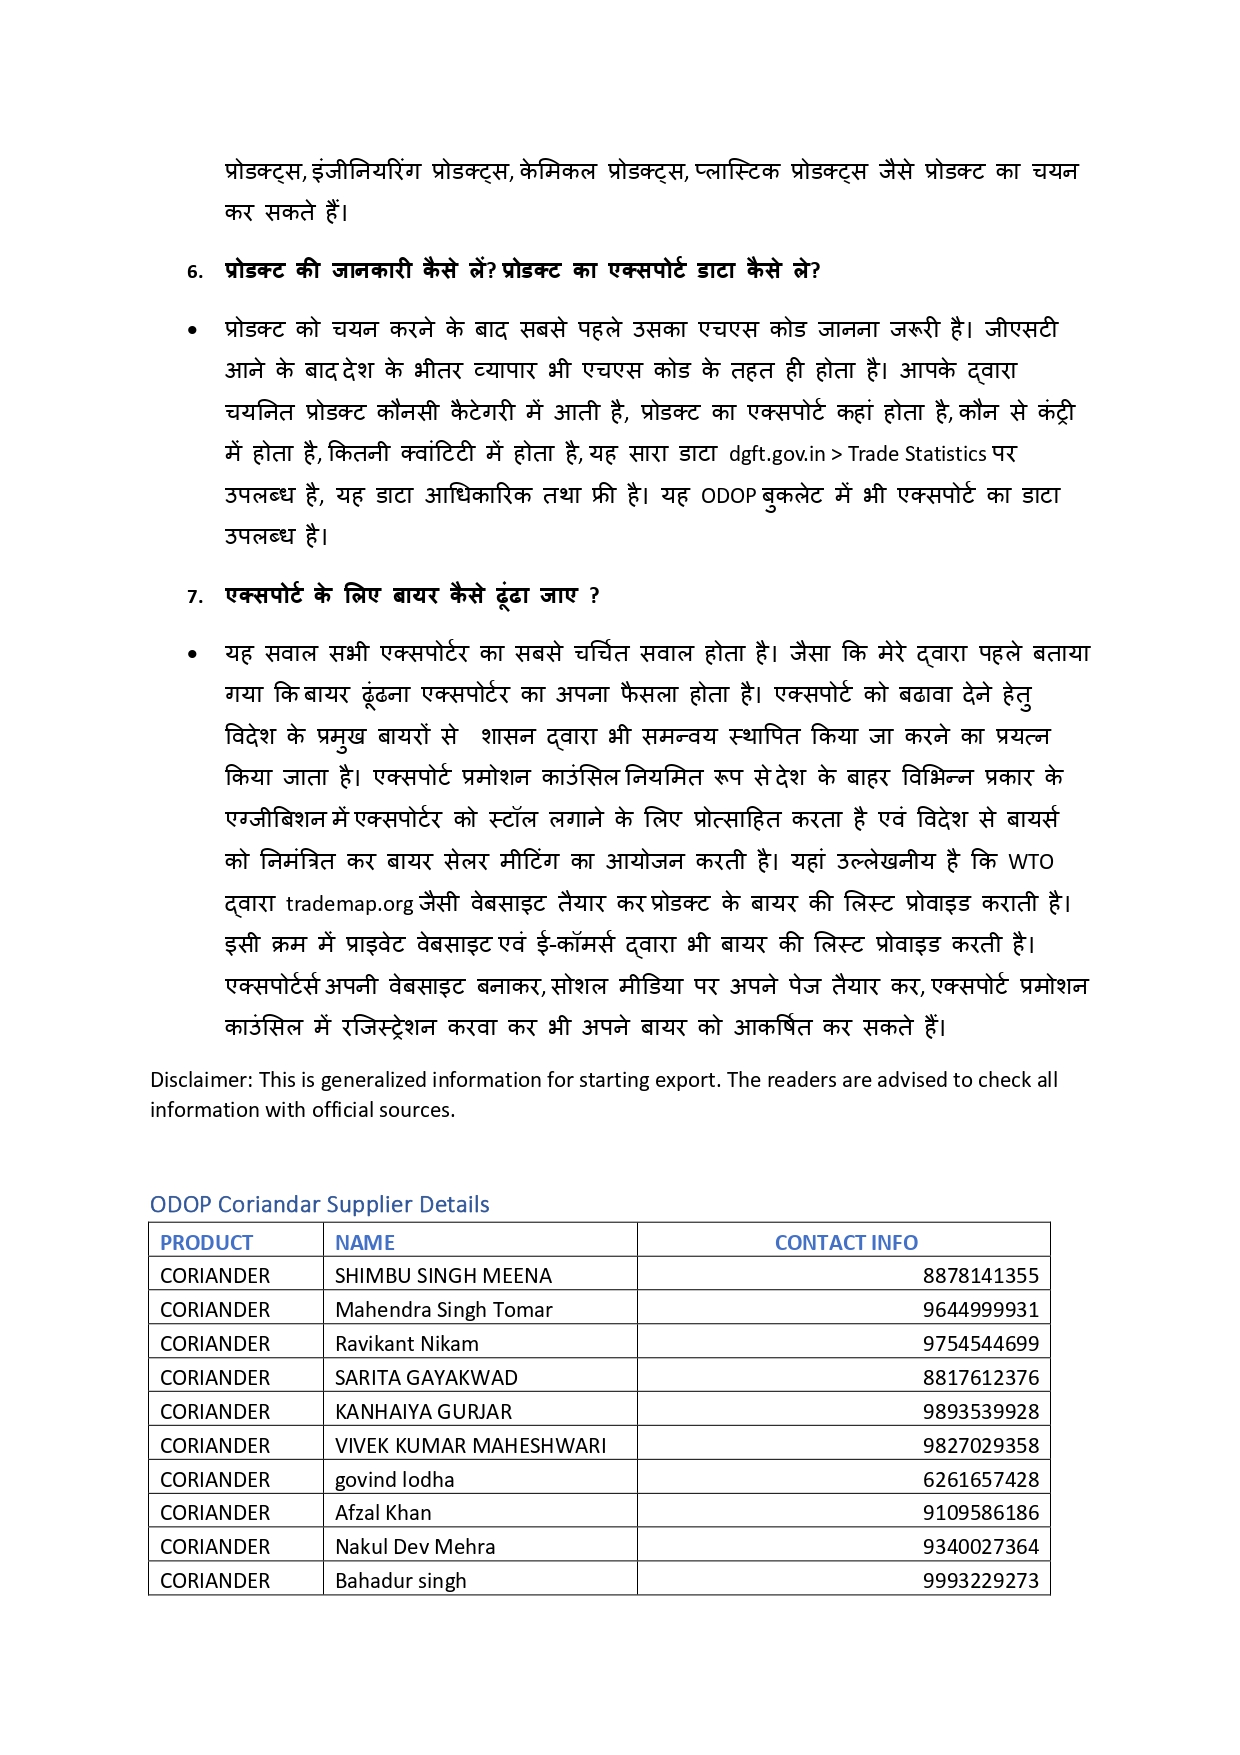 प्रोडक्ट्स, इंजीनियरिंग प्रोडक्ट्स, केमिकल प्रोडक्ट्स, प्लास्टिक प्रोडक्ट्स जैसे प्रोडक्ट का चयन
कर सकते हैं।
6. प्रोडक्ट की जानकारी कैसे लें? प्रोडक्ट का एक्सपोर्ट डाटा कैसे ले?
• प्रोडक्ट को चयन करने के बाद सबसे पहले उसका एचएस कोड जानना जरूरी है। जीएसटी
आने के बाद देश के भीतर व्यापार भी एचएस कोड के तहत ही होता है। आपके द्वारा
चयनित प्रोडक्ट कौनसी कैटेगरी में आती है, प्रोडक्ट का एक्सपोर्ट कहां होता है, कौन से कंट्री
में होता है, कितनी क्वांटिटी में होता है, यह सारा डाटा dgft.gov.in > Trade Statistics पर
उपलब्ध है, यह डाटा आधिकारिक तथा फ्री है। यह ODOP बुकलेट में भी एक्सपोर्ट का डाटा
उपलब्ध है।
7. एक्सपोर्ट के लिए बायर कैसे ढूंढा जाए ?
• यह सवाल सभी एक्सपोर्टर का सबसे चर्चित सवाल होता है। जैसा कि मेरे द्वारा पहले बताया
गया कि बायर ढूंढना एक्सपोर्टर का अपना फैसला होता है। एक्सपोर्ट को बढावा देने हेतु
विदेश के प्रमुख बायरों से शासन द्वारा भी समन्वय स्थापित किया जा करने का प्रयत्न
किया जाता है। एक्सपोर्ट प्रमोशन काउंसिल नियमित रूप से देश के बाहर विभिन्न प्रकार के
एग्जीबिशन में एक्सपोर्टर को स्टॉल लगाने के लिए प्रोत्साहित करता है एवं विदेश से बायर्स
को निमंत्रित कर बायर सेलर मीटिंग का आयोजन करती है। यहां उल्लेखनीय है कि WTO
द्वारा trademap.org जैसी वेबसाइट तैयार कर प्रोडक्ट के बायर की लिस्ट प्रोवाइड कराती है।
इसी क्रम में प्राइवेट वेबसाइट एवं ई-कॉमर्स द्वारा भी बायर की लिस्ट प्रोवाइड करती है।
एक्सपोर्टर्स अपनी वेबसाइट बनाकर, सोशल मीडिया पर अपने पेज तैयार कर, एक्सपोर्ट प्रमोशन
काउंसिल में रजिस्ट्रेशन करवा कर भी अपने बायर को आकर्षित कर सकते हैं।
Disclaimer: This is generalized information for starting export. The readers are advised to check all
information with official sources.
ODOP Coriandar Supplier Details
PRODUCT NAME CONTACT INFO
CORIANDER SHIMBU SINGH MEENA 8878141355
CORIANDER Mahendra Singh Tomar 9644999931
CORIANDER Ravikant Nikam 9754544699
CORIANDER SARITA GAYAKWAD 8817612376
CORIANDER KANHAIYA GURJAR 9893539928
CORIANDER VIVEK KUMAR MAHESHWARI 9827029358
CORIANDER govind lodha 6261657428
CORIANDER Afzal Khan 9109586186
CORIANDER Nakul Dev Mehra 9340027364
CORIANDER Bahadur singh 9993229273